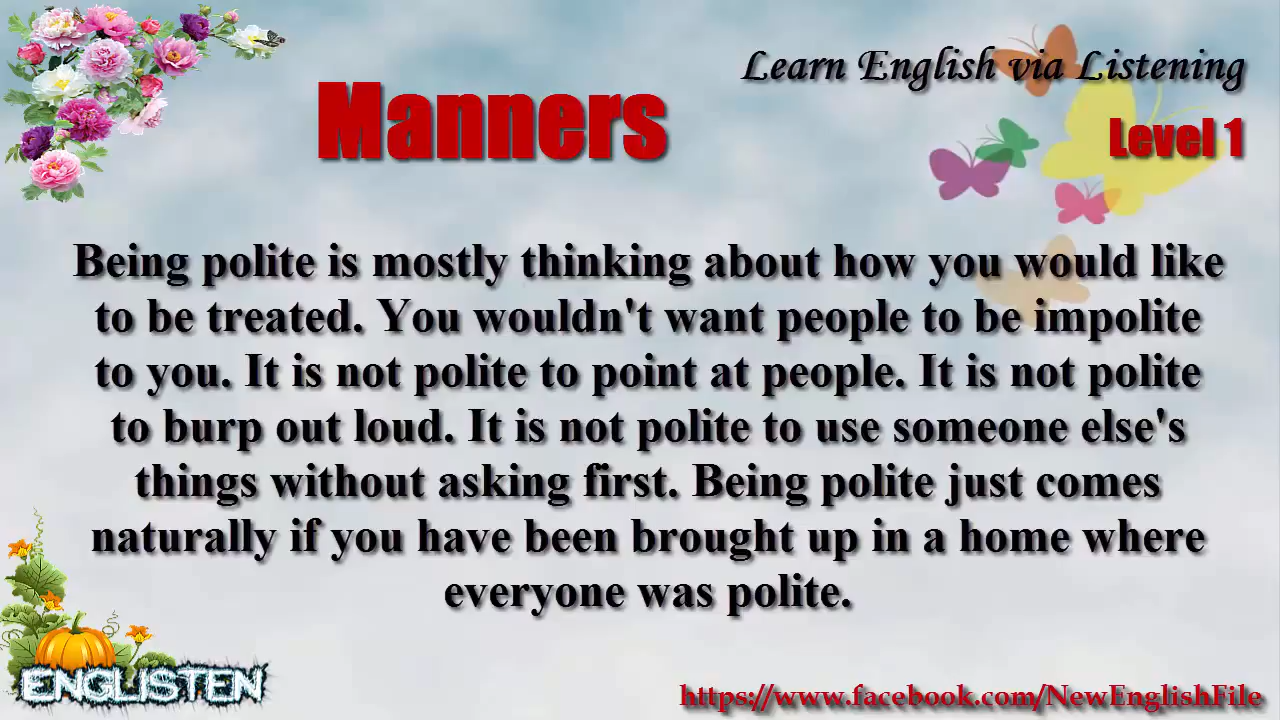 Learn English via Listening
Manners
Level 1
Being polite is mostly thinking about how you would like
to be treated. You wouldn't want people to be impolite
to you. It is not polite to point at people. It is not polite
to burp out loud. It is not polite to use someone else's
things without asking first. Being polite just comes
naturally if you have been brought up in a home where
everyone was polite.
ENGLISTEN
https://www.facebook.com/NewEnglishFile